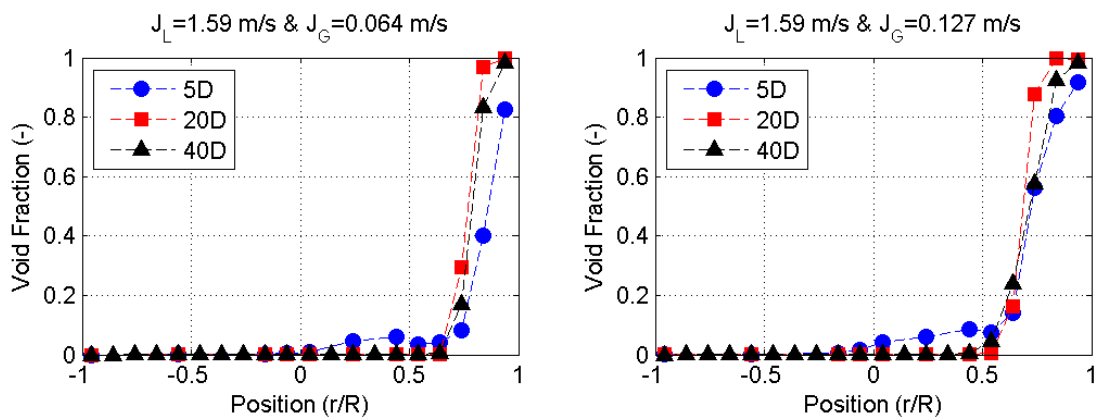 J_L=1.59 m/s & J_G=0.064 m/s
1
0.8
0.6
0.4
0.2
0
Void Fraction (-)
5D
20D
40D
-1 -0.5 0 0.5 1
Position (r/R)
J_L=1.59 m/s & J_G=0.127 m/s
1
0.8
0.6
0.4
0.2
0
Void Fraction (-)
5D
20D
40D
-1 -0.5 0 0.5 1
Position (r/R)